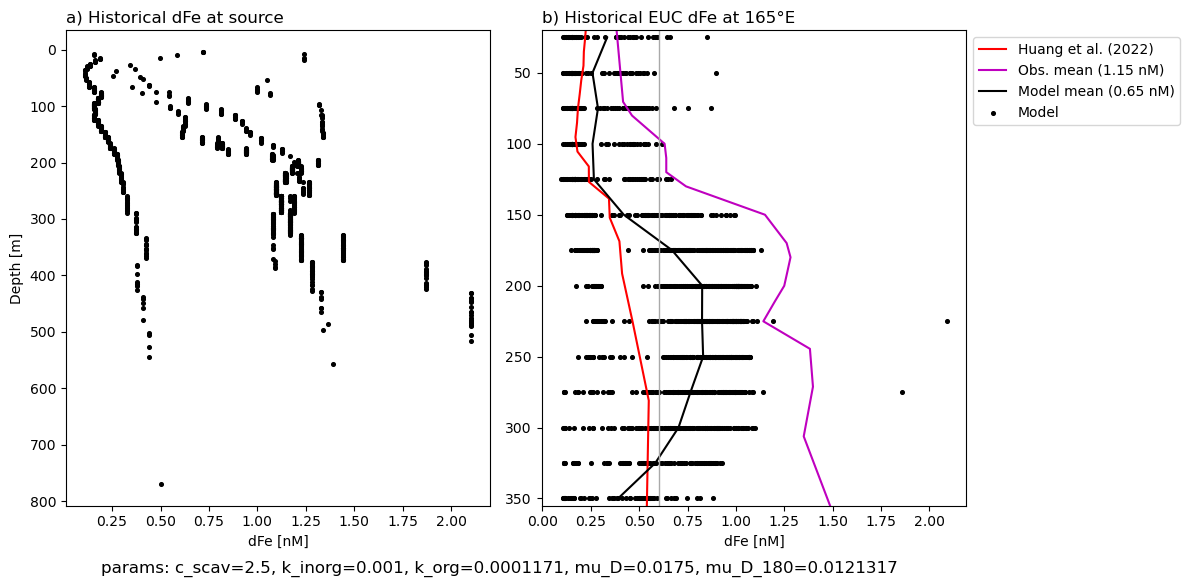 a) Historical dFe at source
b) Historical EUC dFe at 165°E
Depth [m]
0
100
200
300
400
500
600
700
800
0.25 0.50 0.75 1.00 1.25 1.50 1.75 2.00
dFe [nM]
50
100
150
200
250
300
350
0.00 0.25 0.50 0.75 1.00 1.25 1.50 1.75 2.00
dFe [nM]
Huang et al. (2022)
Obs. mean (1.15 nM)
Model mean (0.65 nM)
Model
params: c_scav=2.5, k_inorg=0.001, k_org=0.0001171, mu_D=0.0175, mu_D_180=0.0121317